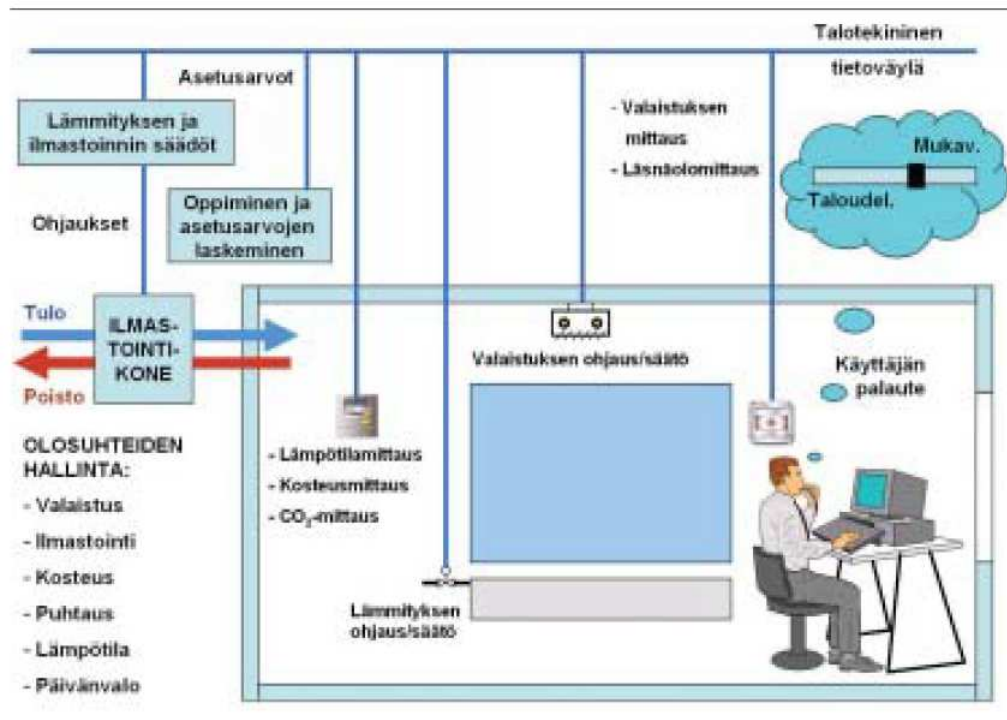 Talotekininen
tietoväylä
Asetusarvot
Lämmityksen ja
ilmastoinnin säädöt
Ohjaukset
Oppiminen ja
asetusarvojen
laskeminen
- Valaistuksen
mittaus
- Läsnäolomittaus
Mukav.
Taloudel.
Tulo
ILMAS-
TOINTI-
KONE
Poisto
Valaistuksen ohjaus/säätö
Käyttäjän
palaute
- Lämpötilamittaus
- Kosteusmittaus
- CO₂-mittaus
Lämmityksen
ohjaus/säätö
OLOSUHTEIDEN
HALLINTA:
- Valaistus
- Ilmastointi
- Kosteus
- Puhtaus
- Lämpötila
- Päivänvalo